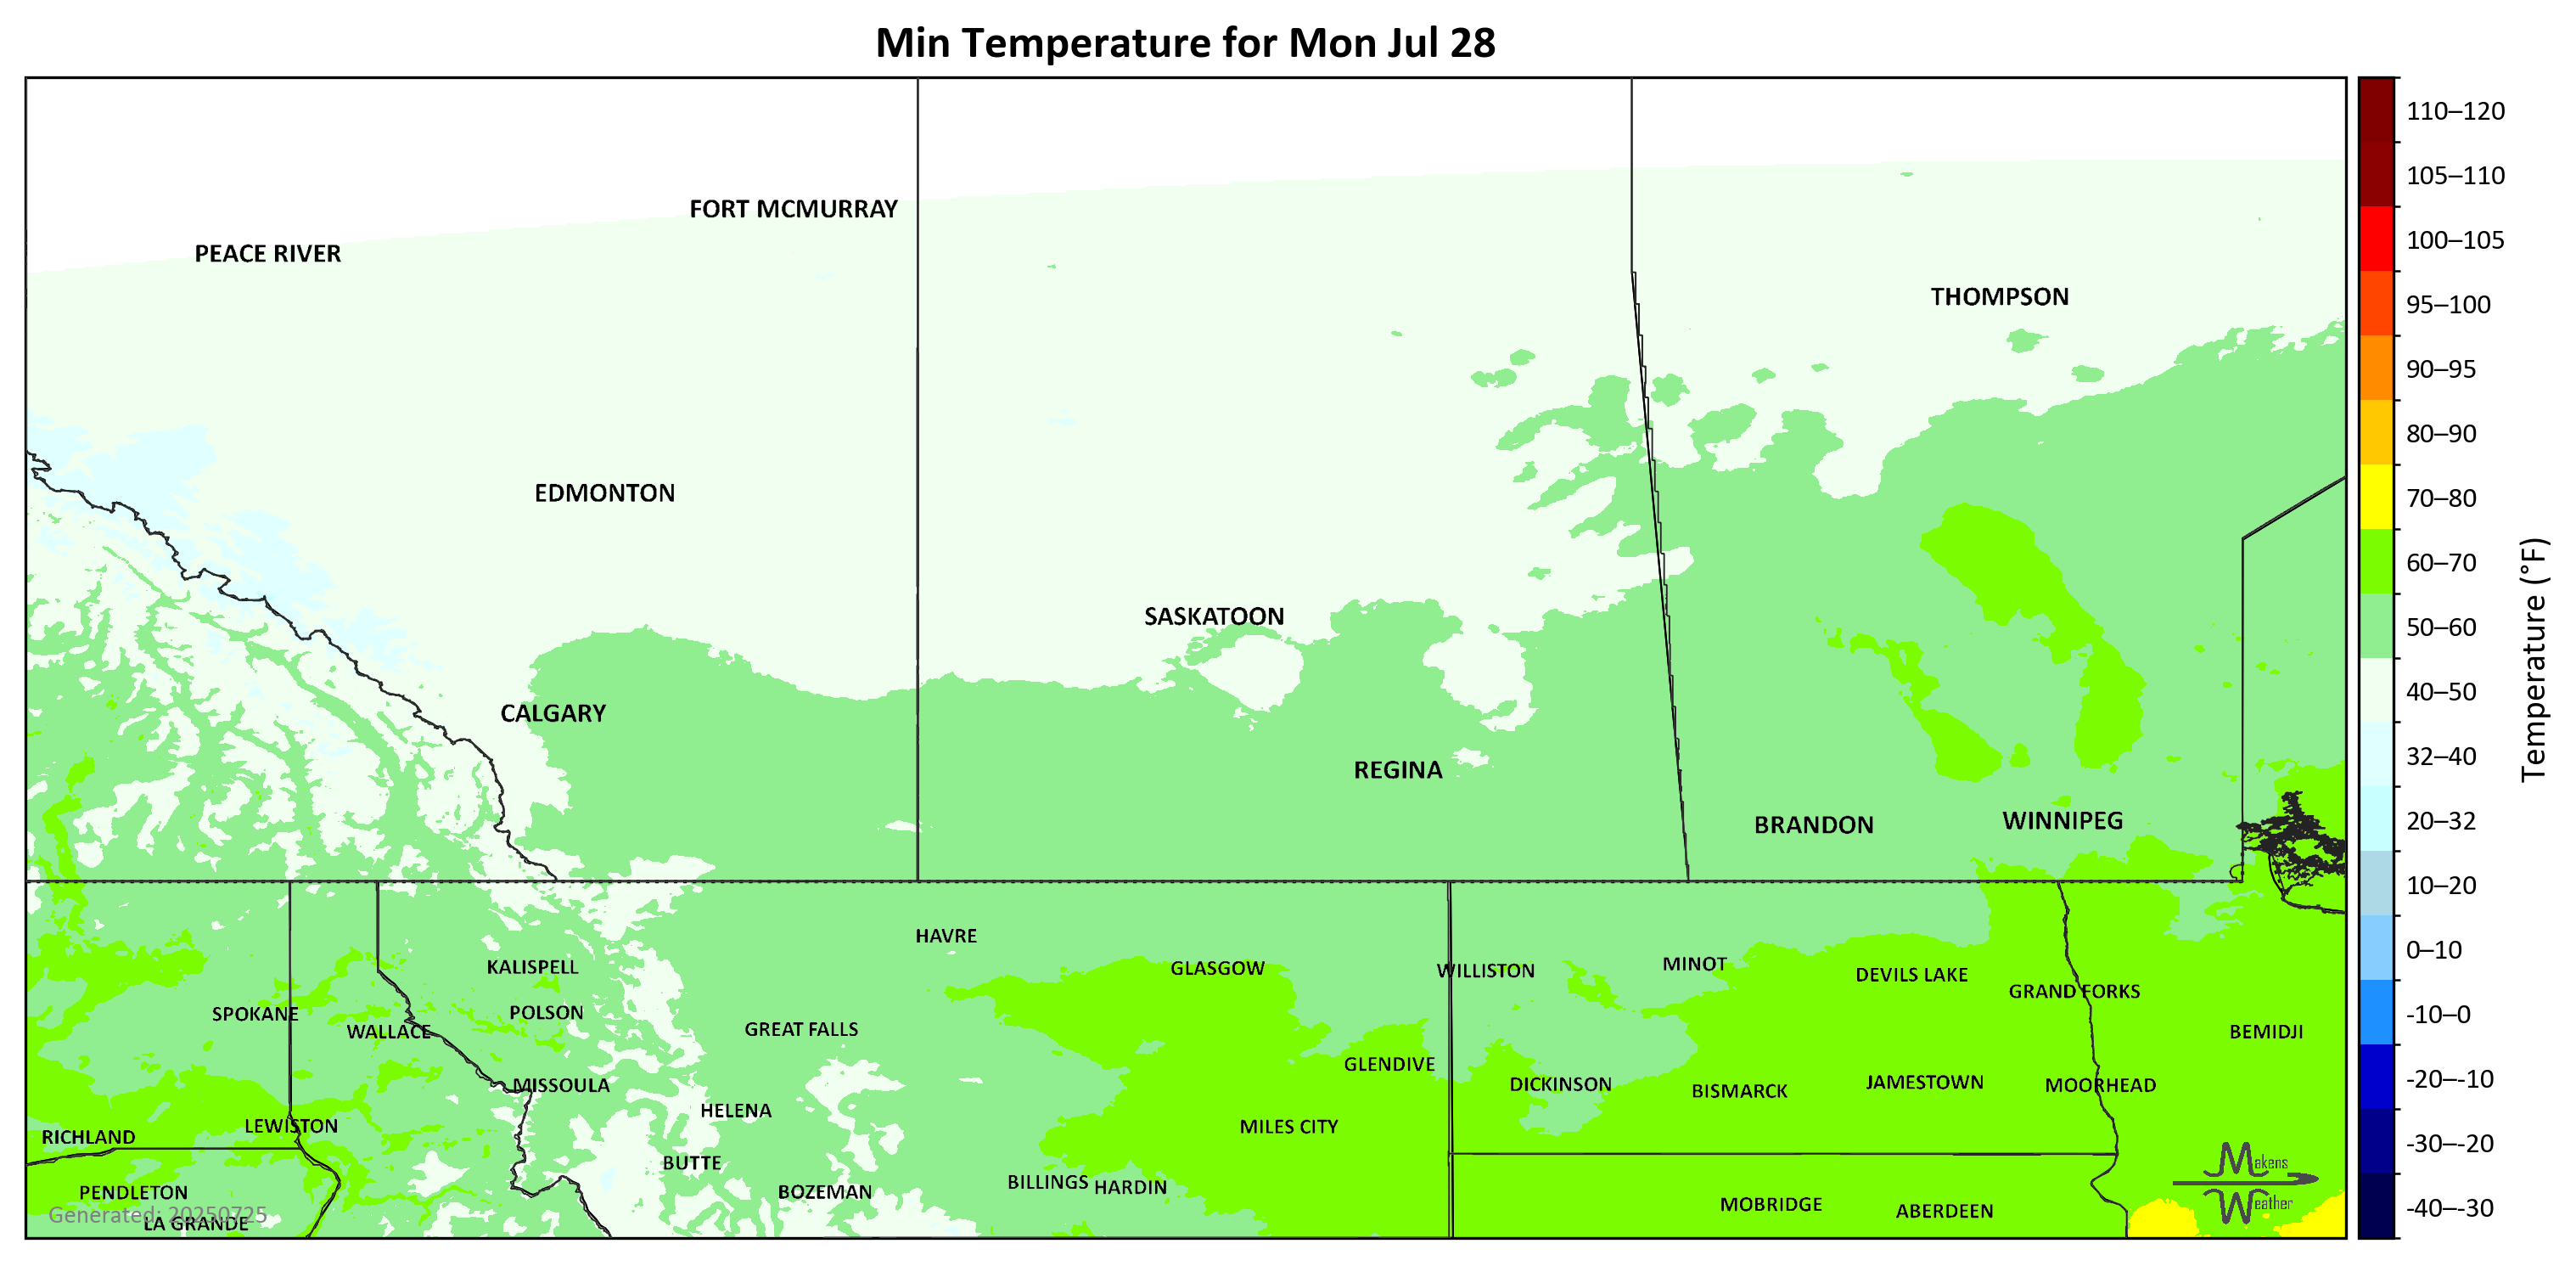 Min Temperature for Mon Jul 28
FORT MCMURRAY
PEACE RIVER
THOMPSON
EDMONTON
SASKATOON
CALGARY
REGINA
BRANDON
WINNIPEG
HAVRE
KALISPELL
GLASGOW
WILLISTON
MINOT
DEVILS LAKE
GRAND FORKS
SPOKANE
POLSON
WALLACE
GREAT FALLS
BEMIDJI
GLENDIVE
MISSOULA
DICKINSON
BISMARCK
JAMESTOWN
MOORHEAD
HELENA
LEWISTON
RICHLAND
MILES CITY
BUTTE
PENDLETON
BOZEMAN
BILLINGS
HARDIN
MOBRIDGE
ABERDEEN
Generated: 20250725
LA GRANDE
Makens
Weather
110–120
105–110
100–105
95–100
90–95
80–90
70–80
60–70
50–60
40–50
32–40
20–32
10–20
0–10
-10–0
-20–-10
-30–-20
-40–-30
Temperature (°F)